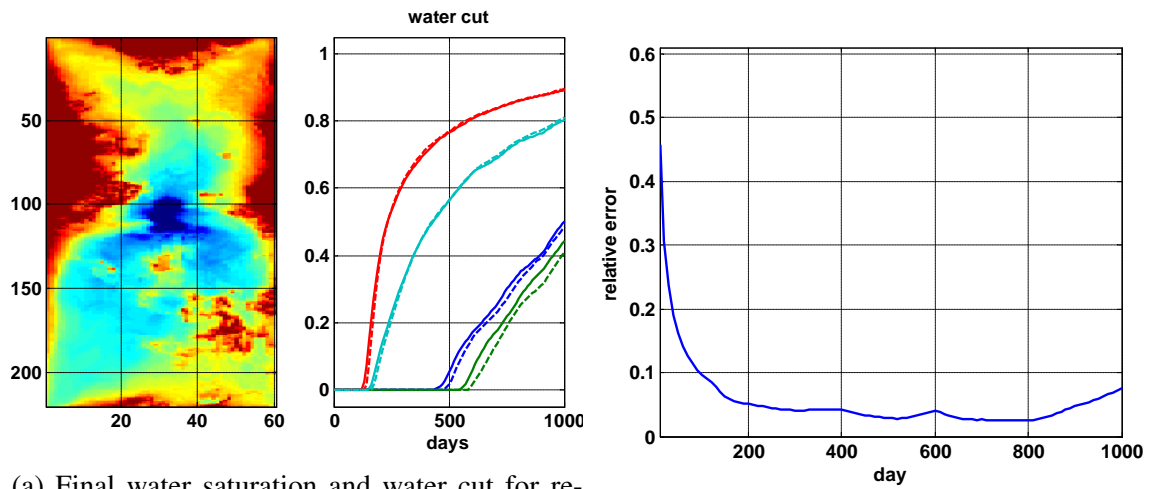 water cut
50
100
150
200
20 40 60
1
0.8
0.6
0.4
0.2
0
0 500 1000
days
0.6
0.5
0.4
0.3
0.2
0.1
0
200 400 600 800 1000
relative error
day
(a) Final water saturation and water cut for re-